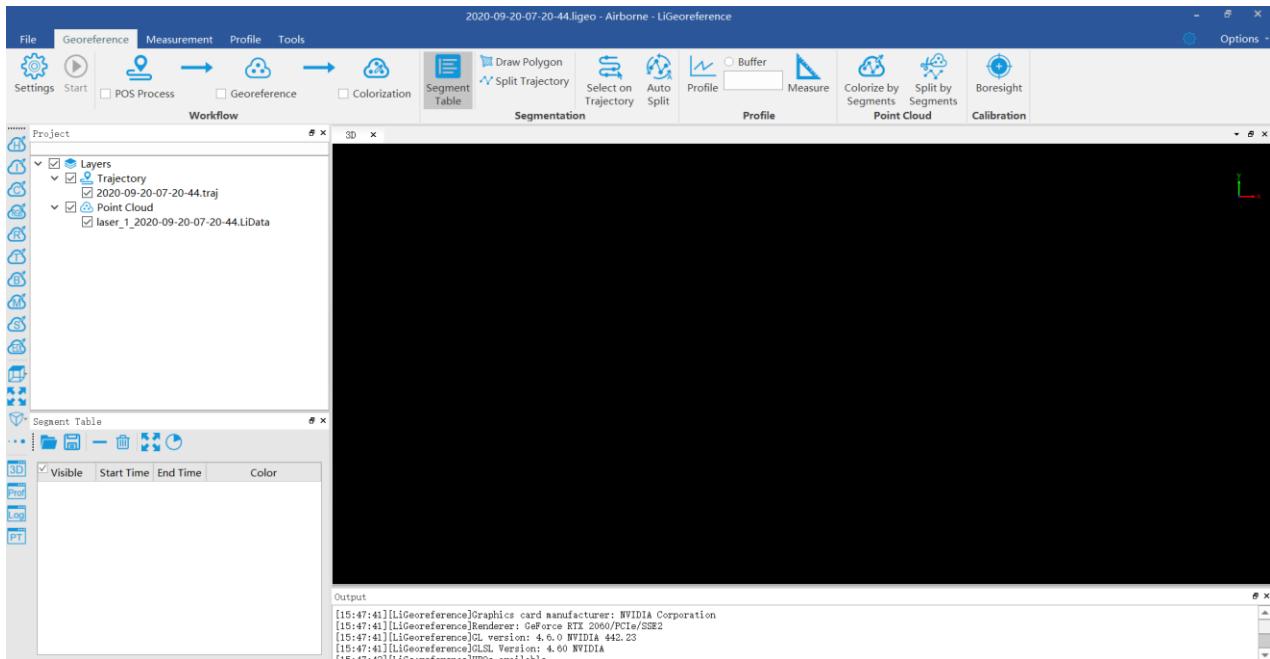 2020-09-20-07-20-44.ligeo - Airborne - LiGeoreference
File Georeference Measurement Profile Tools Options
Settings Start POS Process Georeference Colorization
Workflow
Segment Table
Draw Polygon
Split Trajectory
Select on Trajectory
Auto Split
Segmentation
Profile
Buffer
Measure
Profile
Colorize by Segments
Split by Segments
Point Cloud
Boresight
Calibration
Project
3D
Layers
Trajectory
2020-09-20-07-20-44.traj
Point Cloud
laser_1_2020-09-20-07-20-44.LiData
H
I
C
R
T
B
M
S
Y
Segment Table
Visible Start Time End Time Color
3D
Prof
Log
PT
Output
[15:47:41][LiGeoreference]Graphics card manufacturer: NVIDIA Corporation
[15:47:41][LiGeoreference]Renderer: GeForce RTX 2060/PCIe/SSE2
[15:47:41][LiGeoreference]GL version: 4.6.0 NVIDIA 442.23
[15:47:41][LiGeoreference]GLSL Version: 4.60 NVIDIA